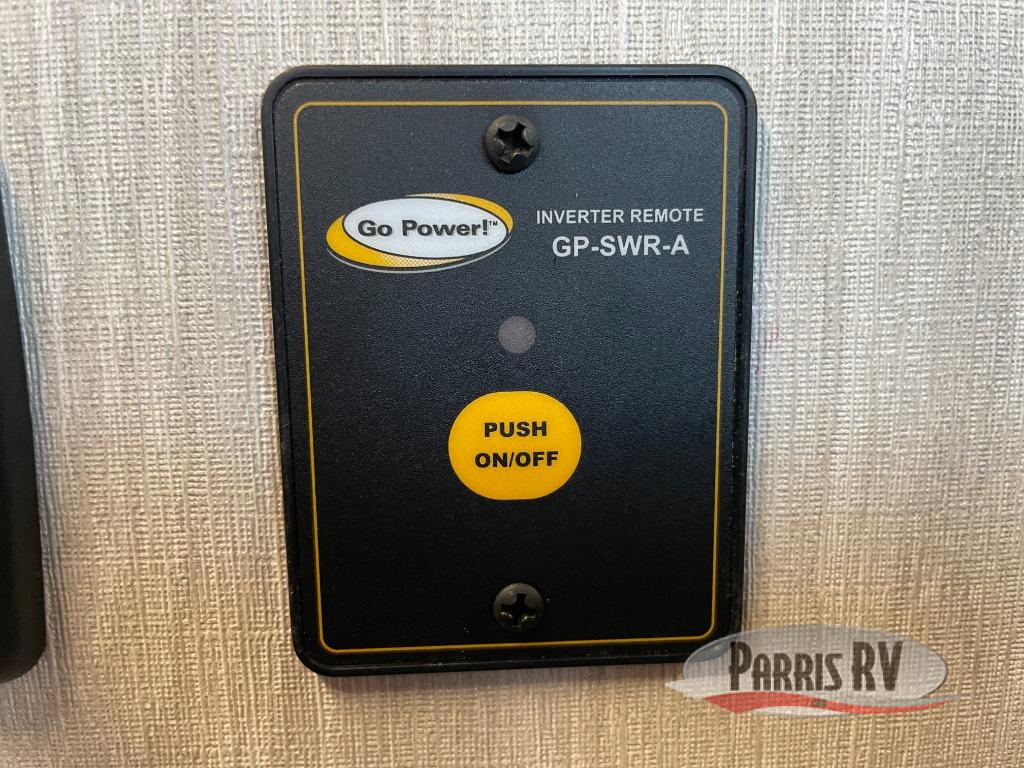 Go Power!™
INVERTER REMOTE
GP-SWR-A
PUSH
ON/OFF
PARRIS RV